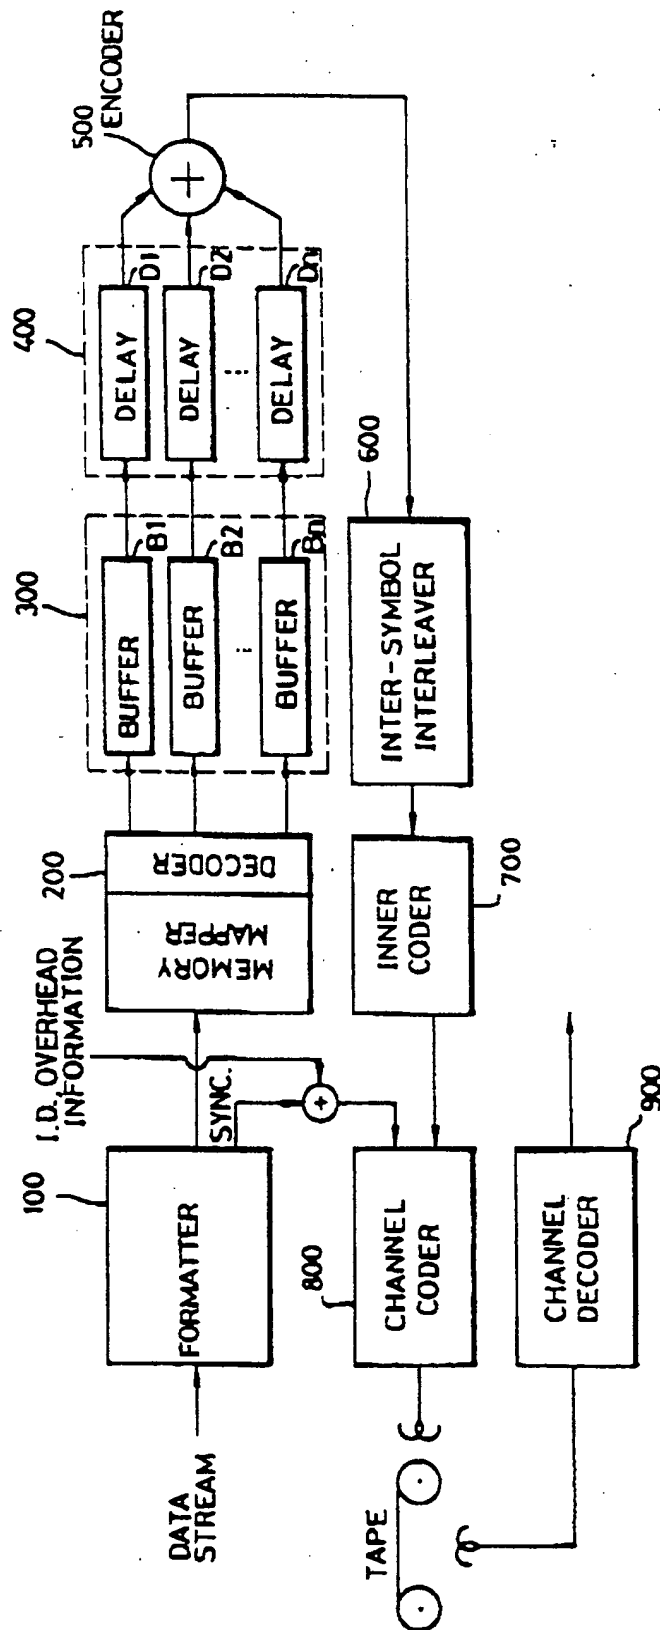 DATA
STREAM
100
FORMATTER
SYNC.
I.D., OVERHEAD
INFORMATION
+
200
MEMORY
MAPPER
DECODER
300
BUFFER
B1
BUFFER
B2
BUFFER
Bn
400
DELAY
D1
DELAY
D2
DELAY
Dn
500
ENCODER
+
600
INTER-SYMBOL
INTERLEAVER
700
INNER
CODER
800
CHANNEL
CODER
TAPE
900
CHANNEL
DECODER